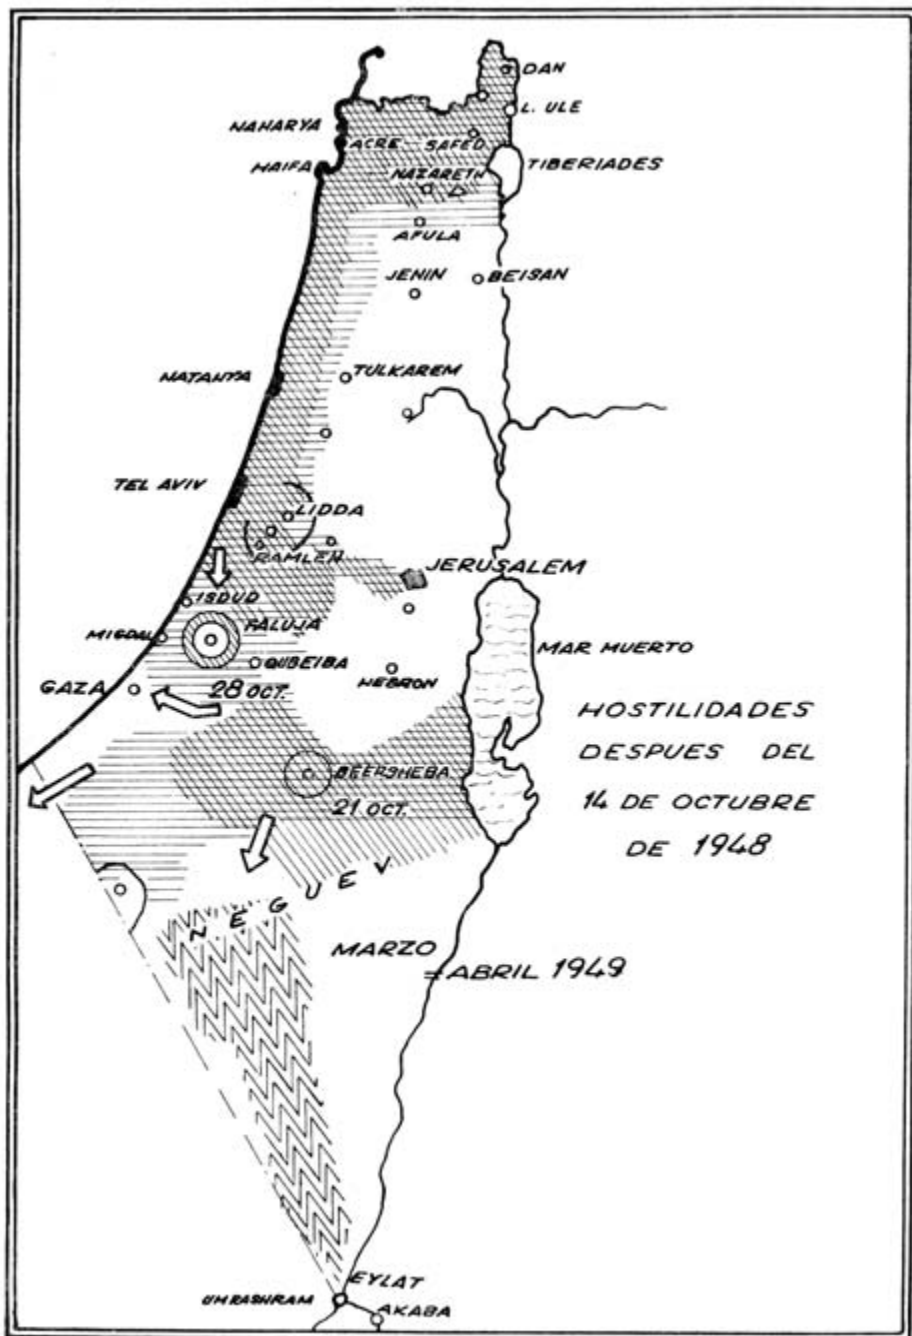 DAN
L. ULE
NAHARYA
ACRE
SAFED
HAIFA
NAZARETH
TIBERIADES
AFULA
JENIN
BEISAN
NATANYA
TULKAREM
TEL AVIV
LIDDA
RAMLEH
JERUSALEM
ISDUD
FALUJA
MIGDAL
QUBEIBA
MAR MUERTO
HEBRON
GAZA
28 OCT.
HOSTILIDADES
DESPUES DEL
14 DE OCTUBRE
DE 1948
BEERSHEBA
21 OCT.
NEGUEV
MARZO
= ABRIL 1949
EYLAT
UMRASHRAM
AKABA